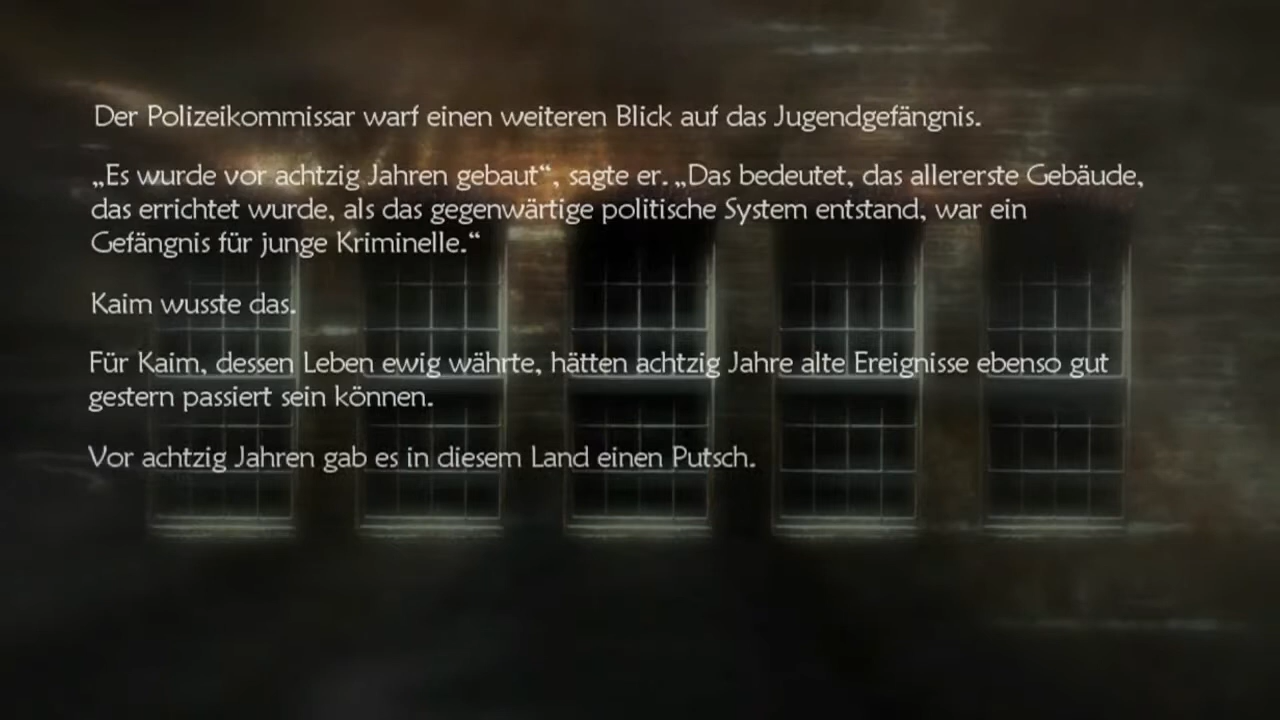 Der Polizeikommissar warf einen weiteren Blick auf das Jugendgefängnis.
„Es wurde vor achtzig Jahren gebaut“, sagte er. „Das bedeutet, das allererste Gebäude,
das errichtet wurde, als das gegenwärtige politische System entstand, war ein
Gefängnis für junge Kriminelle.“
Kaim wusste das.
Für Kaim, dessen Leben ewig währte, hätten achtzig Jahre alte Ereignisse ebenso gut
gestern passiert sein können.
Vor achtzig Jahren gab es in diesem Land einen Putsch.